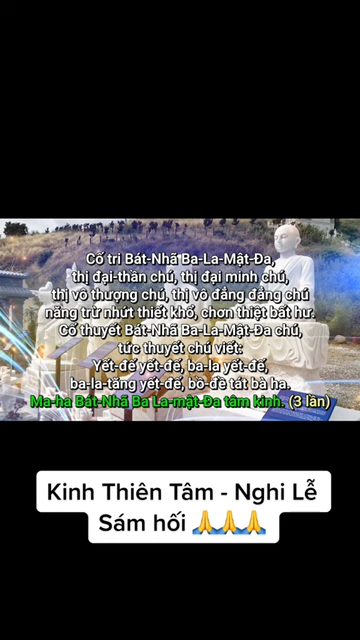 Cố tri Bát-Nhã Ba-La-Mật-Đa,
thị đại-thần chú, thị đại minh chú,
thị vô thượng chú, thị vô đẳng đẳng chú
năng trừ nhứt thiết khổ, chơn thiệt bất hư.
Cố thuyết Bát-Nhã Ba-La-Mật-Đa chú,
tức thuyết chú viết:
Yết-đế yết-đế, ba-la yết-đế,
ba-la-tăng yết-đế, bồ-đề tát bà ha.
Ma-ha Bát-Nhã Ba La-mật-Đa tâm kinh. (3 lần)
Kinh Thiên Tâm - Nghi Lễ
Sám hối 🙏🙏🙏